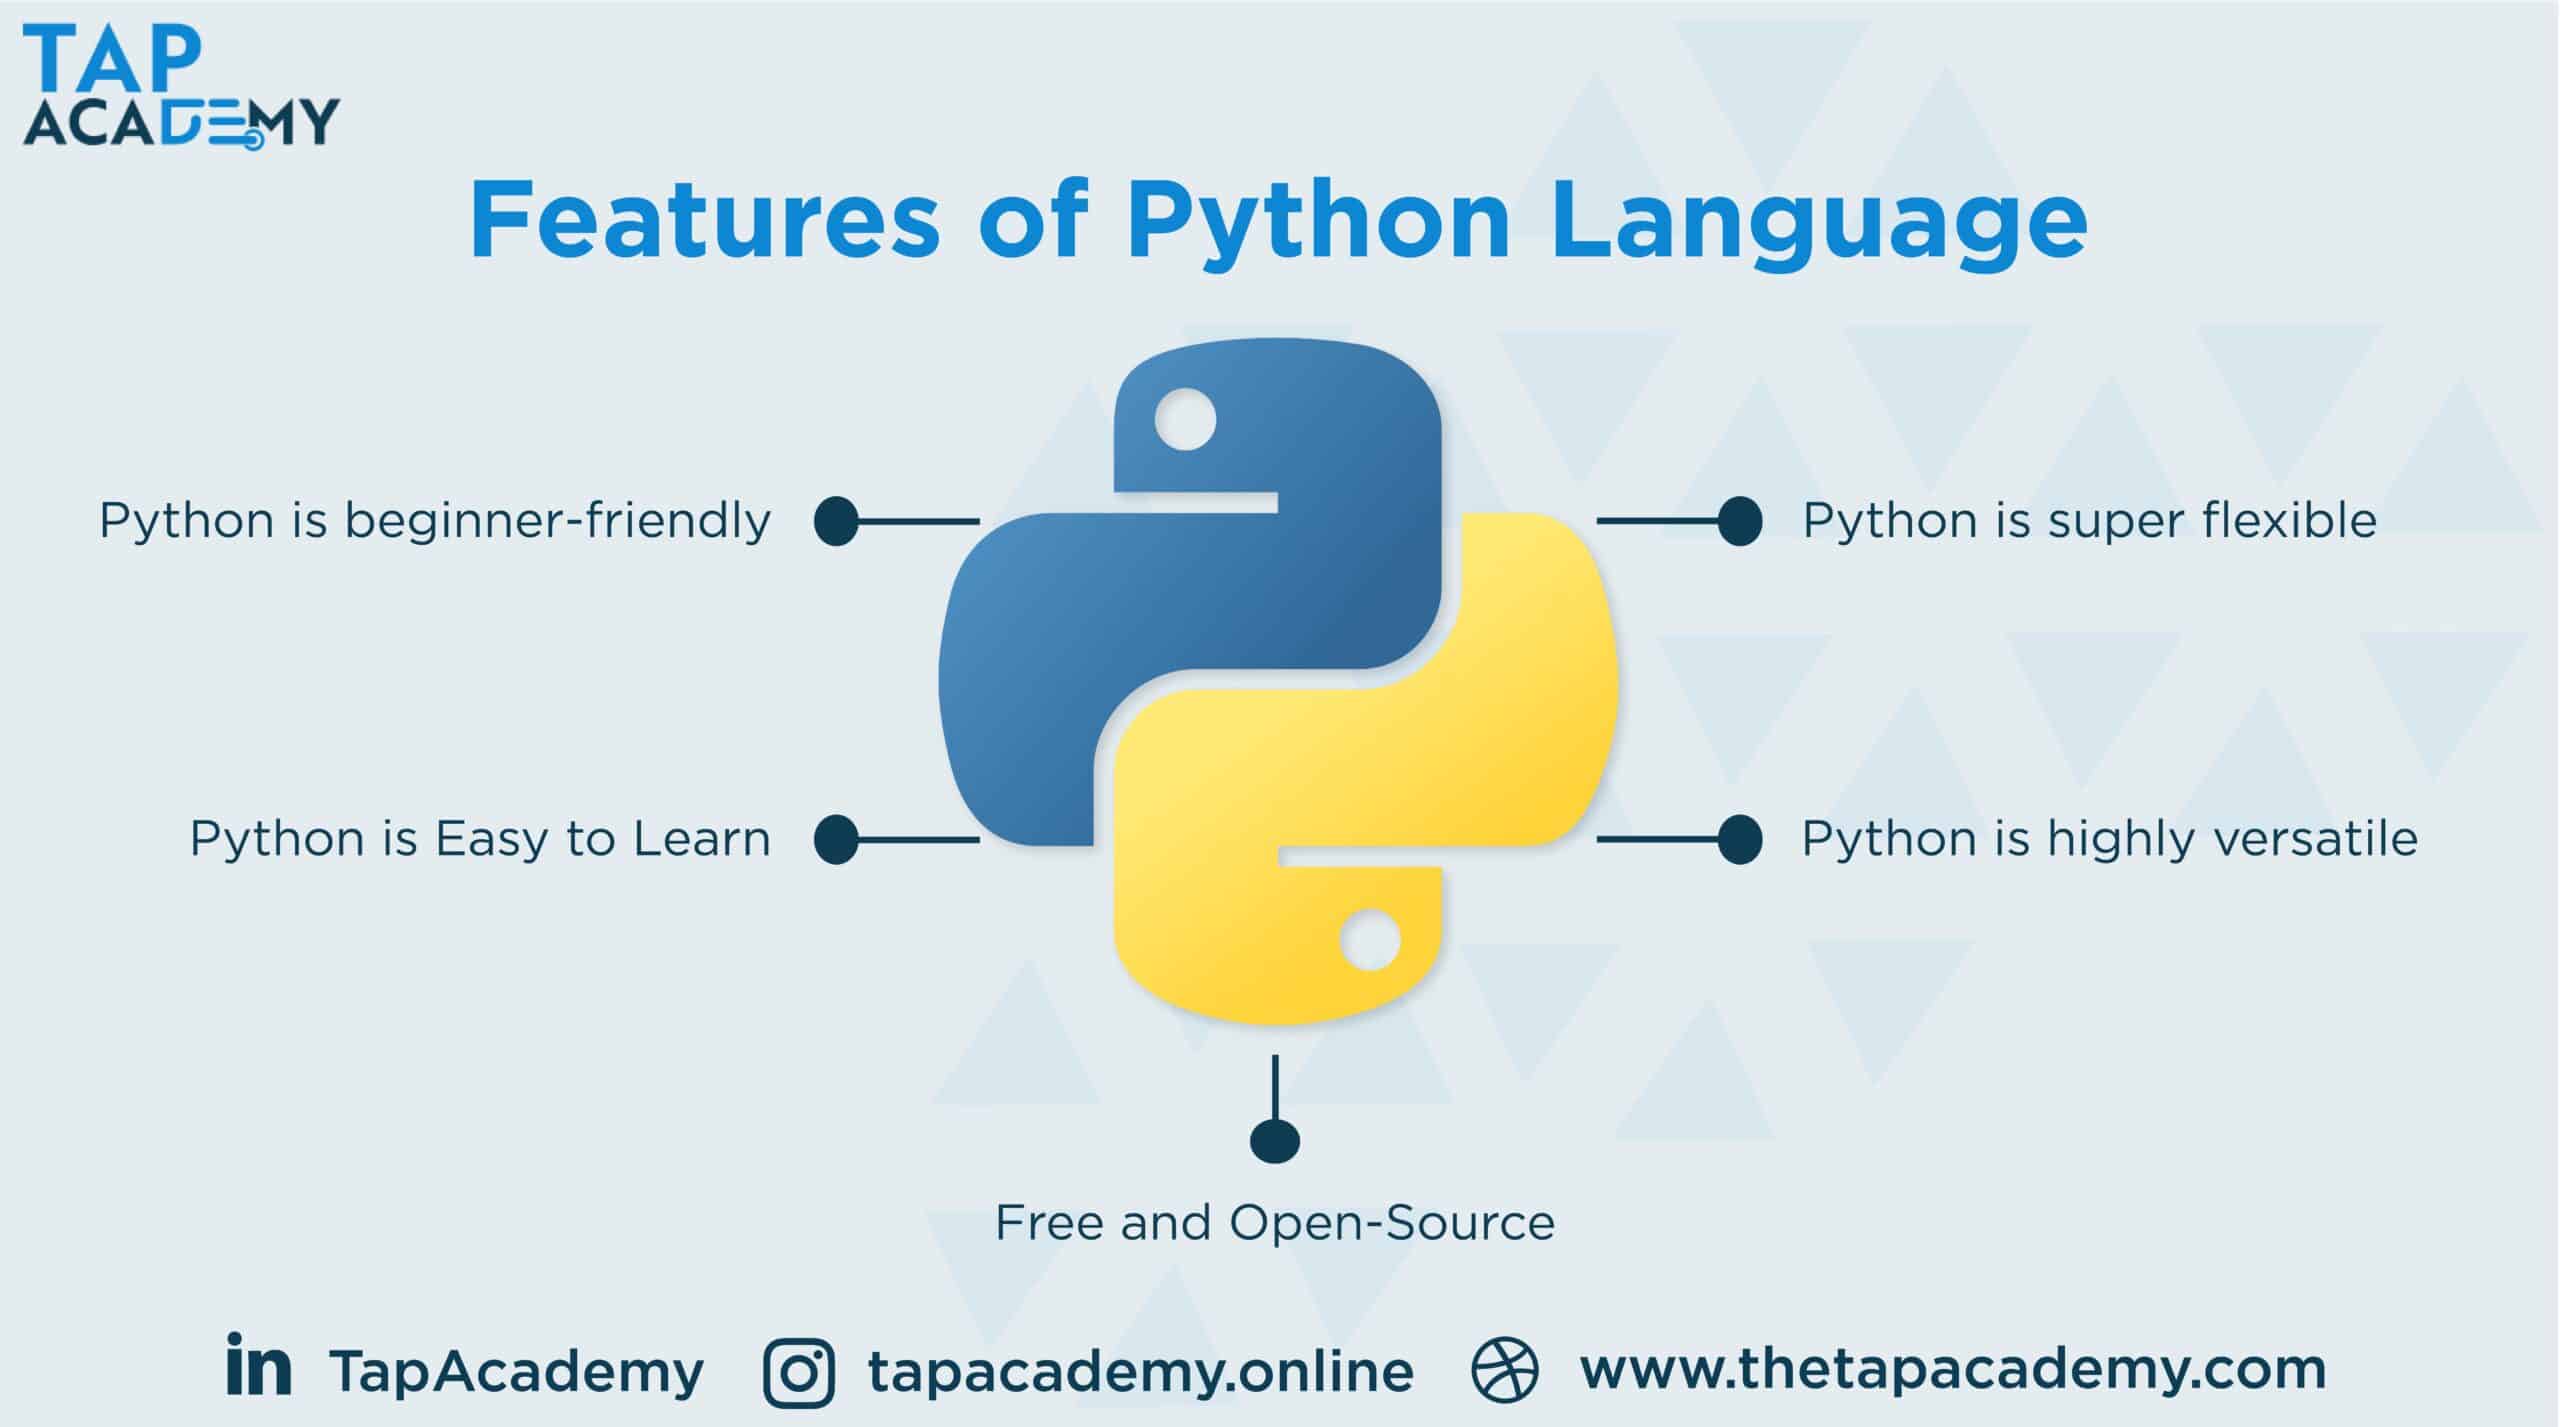 TAP
ACADEMY
Features of Python Language
Python is beginner-friendly
Python is super flexible
Python is Easy to Learn
Python is highly versatile
Free and Open-Source
in TapAcademy
tapacademy.online
www.thetapacademy.com